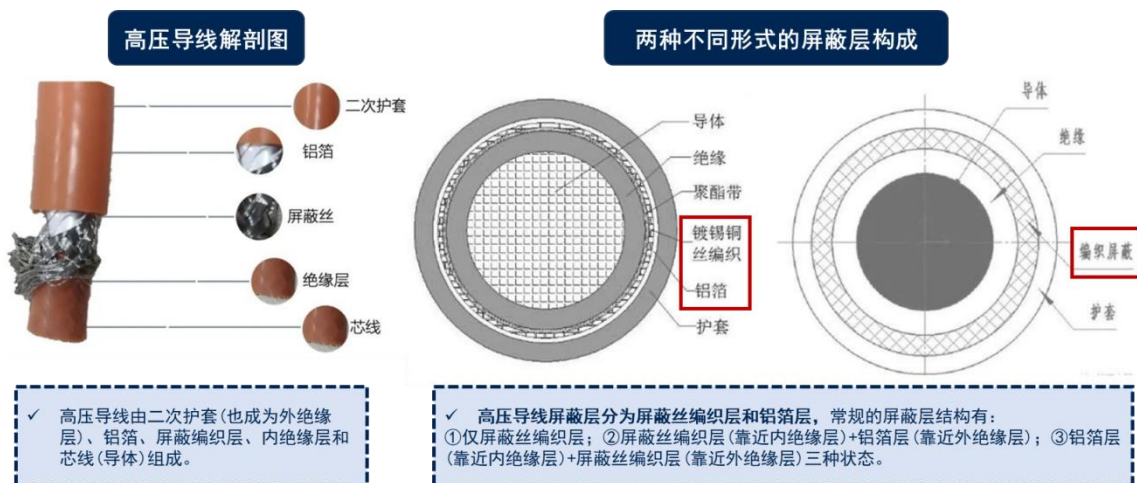 高压导线解剖图
两种不同形式的屏蔽层构成
二次护套
铝箔
屏蔽丝
绝缘层
芯线
导体
绝缘
聚酯带
镀锡铜
丝编织
铝箔
护套
导体
绝缘
编织屏蔽
护套
✓ 高压导线由二次护套(也成为外绝缘
层)、铝箔、屏蔽编织层、内绝缘层和
芯线(导体)组成。
✓ 高压导线屏蔽层分为屏蔽丝编织层和铝箔层，常规的屏蔽层结构有：
①仅屏蔽丝编织层；②屏蔽丝编织层(靠近内绝缘层)+铝箔层(靠近外绝缘层)；③铝箔层
(靠近内绝缘层)+屏蔽丝编织层(靠近外绝缘层)三种状态。